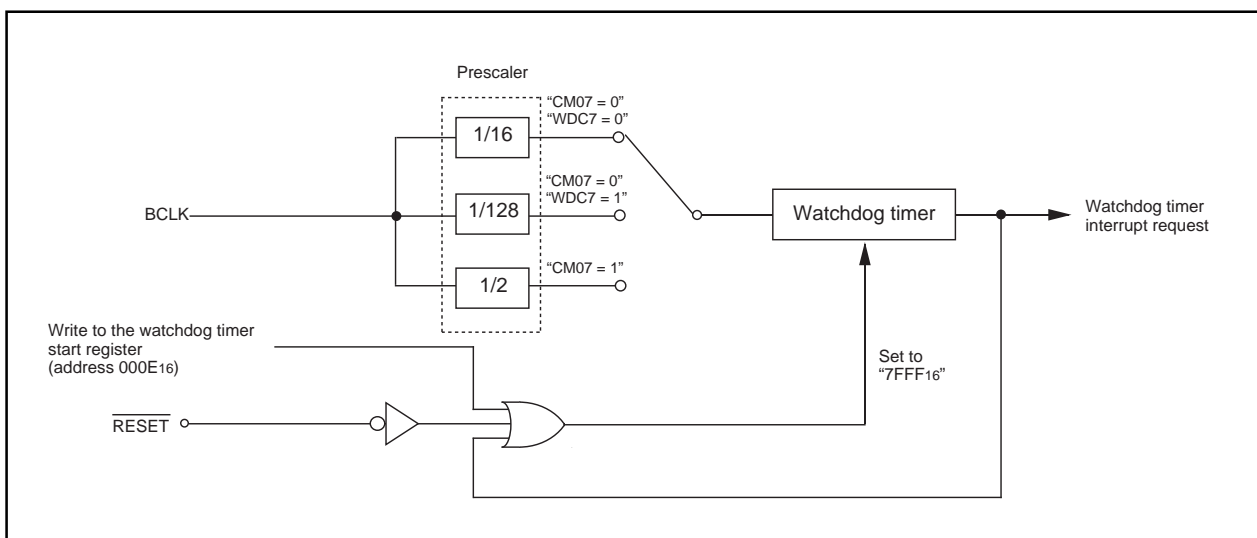 Prescaler
"CM07 = 0"
"WDC7 = 0"
1/16
"CM07 = 0"
"WDC7 = 1"
BCLK
1/128
Watchdog timer
Watchdog timer
interrupt request
"CM07 = 1"
1/2
Write to the watchdog timer
start register
(address 000E16)
Set to
"7FFF16"
RESET